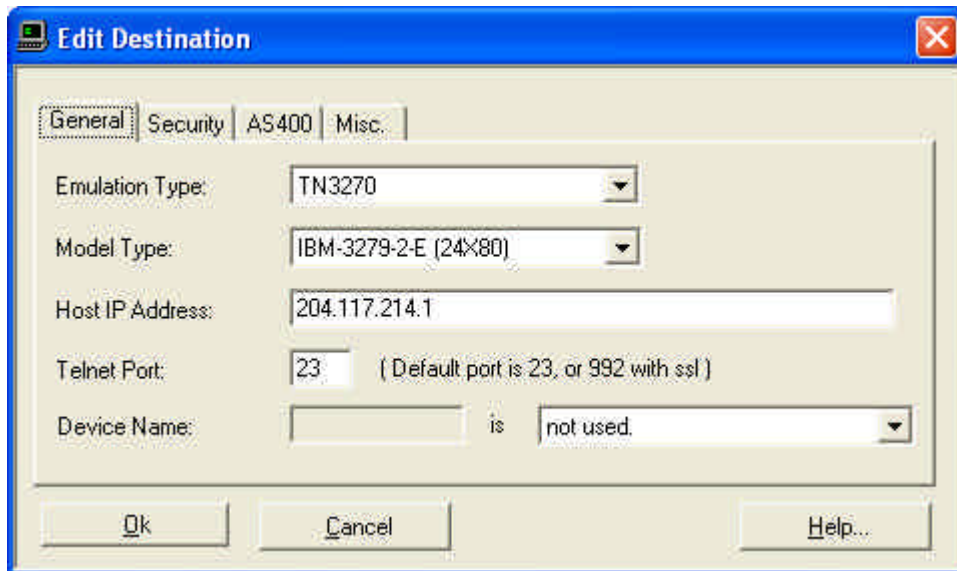 Edit Destination
General Security AS400 Misc.
Emulation Type: TN3270
Model Type: IBM-3279-2-E (24X80)
Host IP Address: 204.117.214.1
Telnet Port: 23 ( Default port is 23, or 992 with ssl )
Device Name: is not used.
Ok Cancel Help...